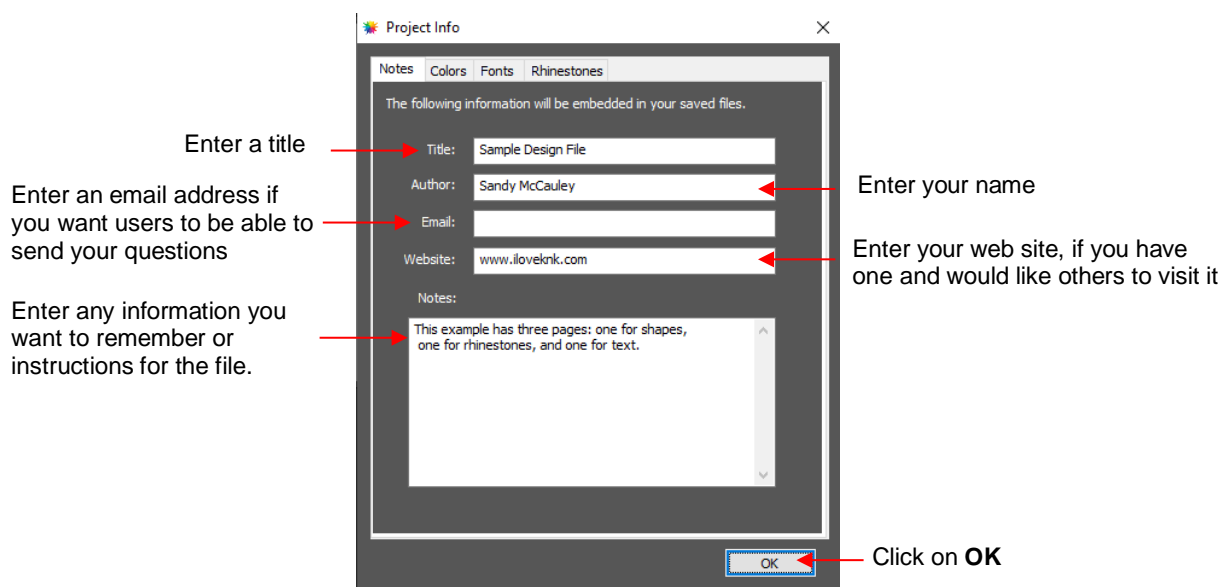 Project Info
Notes Colors Fonts Rhinestones
The following information will be embedded in your saved files.
Enter a title
Title: Sample Design File
Author: Sandy McCauley
Enter your name
Enter an email address if
you want users to be able to
send your questions
Email:
Website: www.iloveknk.com
Enter your web site, if you have
one and would like others to visit it
Notes:
Enter any information you
want to remember or
instructions for the file.
This example has three pages: one for shapes,
one for rhinestones, and one for text.
OK
Click on OK